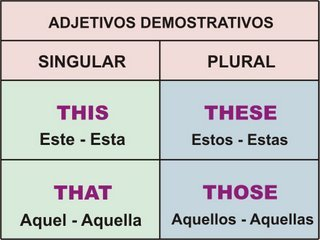 ADJETIVOS DEMOSTRATIVOS
SINGULAR PLURAL
THIS THESE
Este - Esta Estos - Estas
THAT THOSE
Aquel - Aquella Aquellos - Aquellas